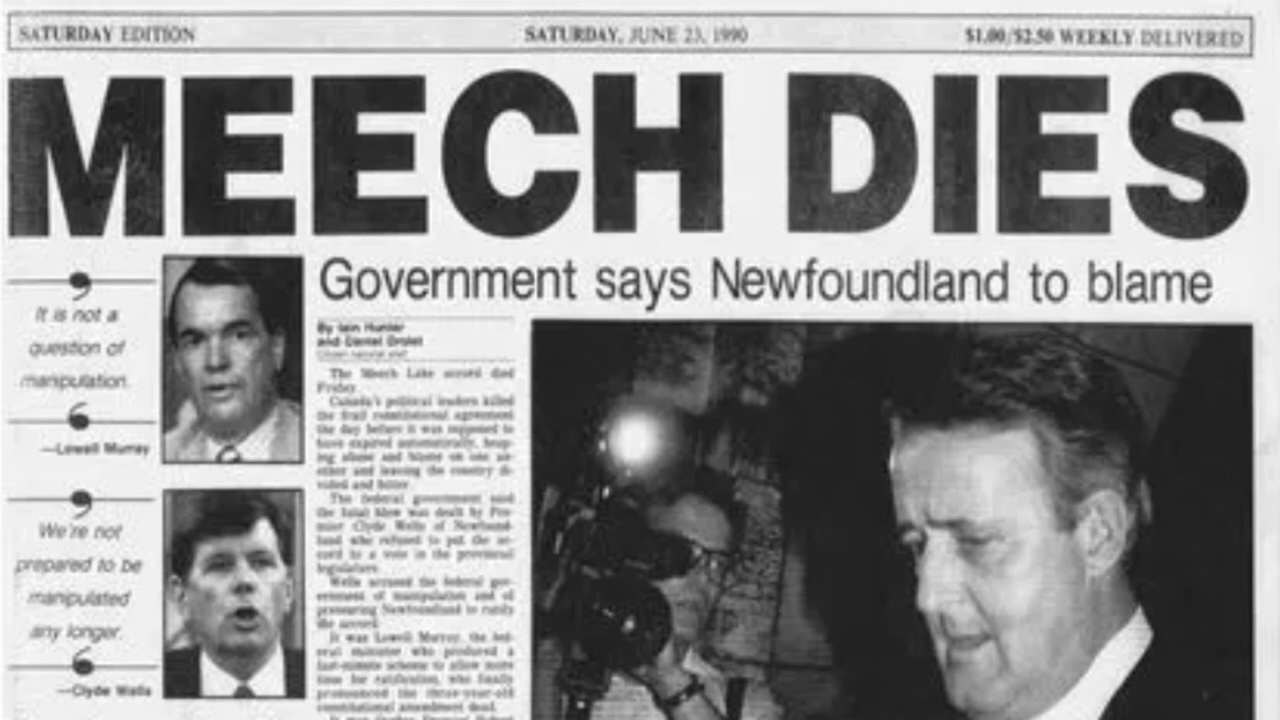 SATURDAY EDITION
SATURDAY, JUNE 23, 1990
$1.00/$2.50 WEEKLY DELIVERED
MEECH DIES
Government says Newfoundland to blame
It is not a
question of
manipulation.
—Lowell Murray
We're not
prepared to be
manipulated
any longer.
—Clyde Wells
By Iain Hunter
and Daniel Drolet
Citizen national staff
The Meech Lake accord died
Friday.
Canada's political leaders killed
the frail constitutional agreement
the day before it was supposed to
have expired automatically, heap-
ing abuse and blame on one an-
other and leaving the country di-
vided and bitter.
The federal government said
the fatal blow was dealt by Pre-
mier Clyde Wells of Newfound-
land who refused to put the ac-
cord to a vote in the provincial
legislature.
Wells accused the federal gov-
ernment of manipulation and of
pressuring Newfoundland to ratify
the accord.
It was Lowell Murray, the fed-
eral minister who produced a
last-minute scheme to allow more
time for ratification, who finally
pronounced the three-year-old
constitutional amendment dead.